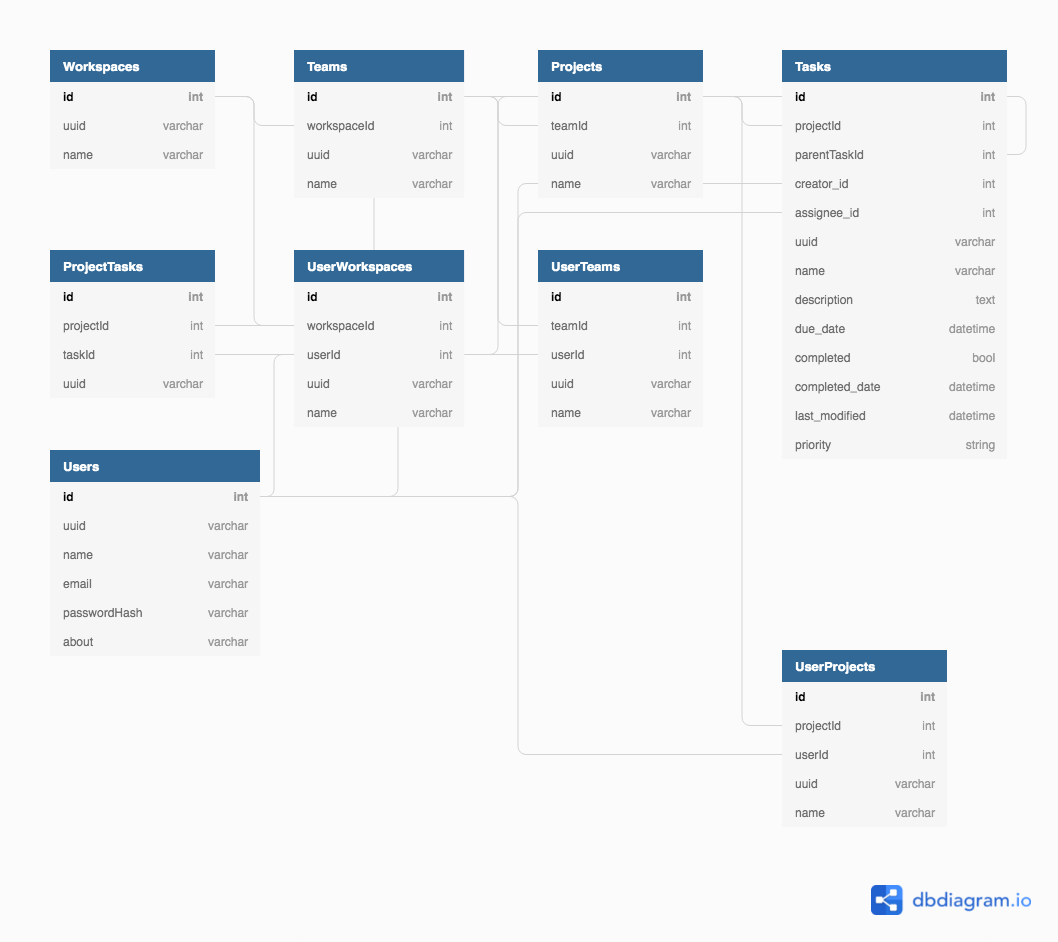 Workspaces
id int
uuid varchar
name varchar
Teams
id int
workspaceId int
uuid varchar
name varchar
Projects
id int
teamId int
uuid varchar
name varchar
Tasks
id int
projectId int
parentTaskId int
creator_id int
assignee_id int
uuid varchar
name varchar
description text
due_date datetime
completed bool
completed_date datetime
last_modified datetime
priority string
ProjectTasks
id int
projectId int
taskId int
uuid varchar
UserWorkspaces
id int
workspaceId int
userId int
uuid varchar
name varchar
UserTeams
id int
teamId int
userId int
uuid varchar
name varchar
Users
id int
uuid varchar
name varchar
email varchar
passwordHash varchar
about varchar
UserProjects
id int
projectId int
userId int
uuid varchar
name varchar
dbdiagram.io